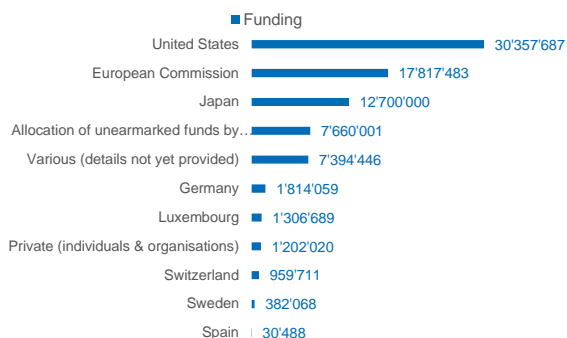 Funding
United States 30'357'687
European Commission 17'817'483
Japan 12'700'000
Allocation of unearmarked funds by… 7'660'001
Various (details not yet provided) 7'394'446
Germany 1'814'059
Luxembourg 1'306'689
Private (individuals & organisations) 1'202'020
Switzerland 959'711
Sweden 382'068
Spain 30'488